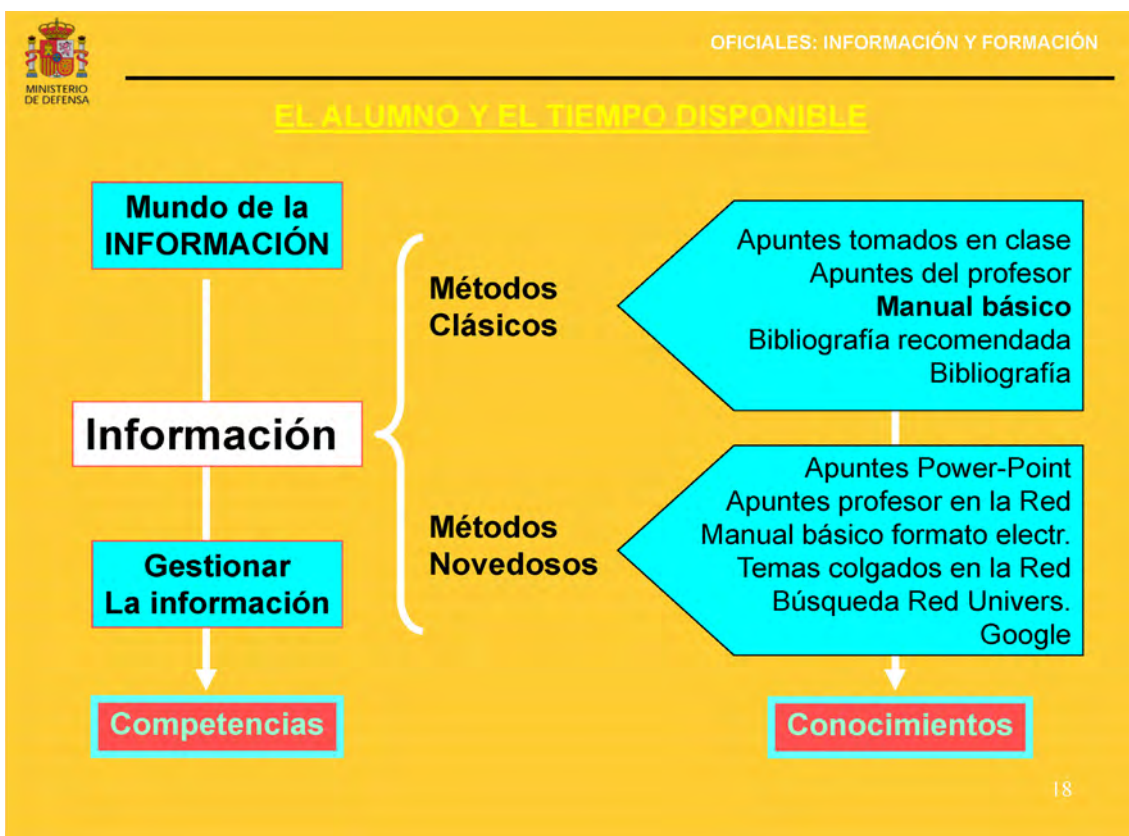 MINISTERIO
DE DEFENSA
OFICIALES: INFORMACIÓN Y FORMACIÓN
EL ALUMNO Y EL TIEMPO DISPONIBLE
Mundo de la
INFORMACIÓN
Información
Gestionar
La información
Competencias
Métodos
Clásicos
Métodos
Novedosos
Apuntes tomados en clase
Apuntes del profesor
Manual básico
Bibliografía recomendada
Bibliografía
Apuntes Power-Point
Apuntes profesor en la Red
Manual básico formato electr.
Temas colgados en la Red
Búsqueda Red Univers.
Google
Conocimientos
18